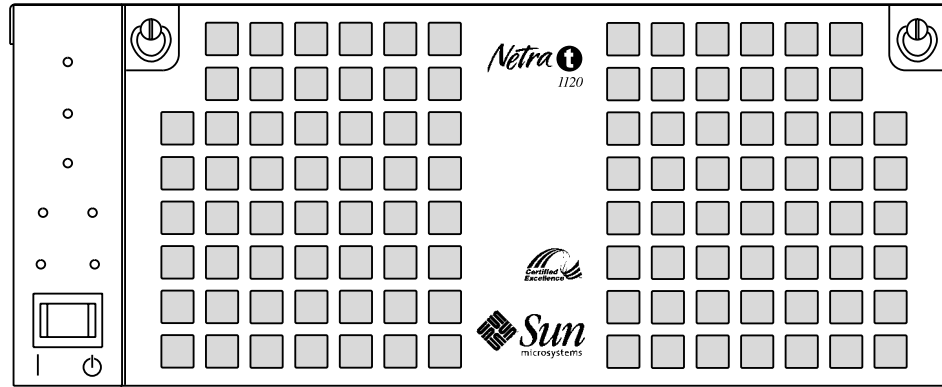 Netra t
1120
Certified
Excellence
Sun
microsystems